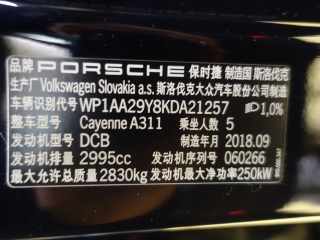 品牌 PORSCHE 保时捷 制造国 斯洛伐克
生产厂 Volkswagen Slovakia a.s. 斯洛伐克大众汽车股份公司制造
车辆识别代号 WP1AA29Y8KDA21257 1,0%
整车型号 Cayenne A311 乘坐人数 5
发动机型号 DCB 制造年月 2018.09
发动机排量 2995cc 发动机序列号 060266
最大允许总质量 2830kg 发动机最大净功率 250kW